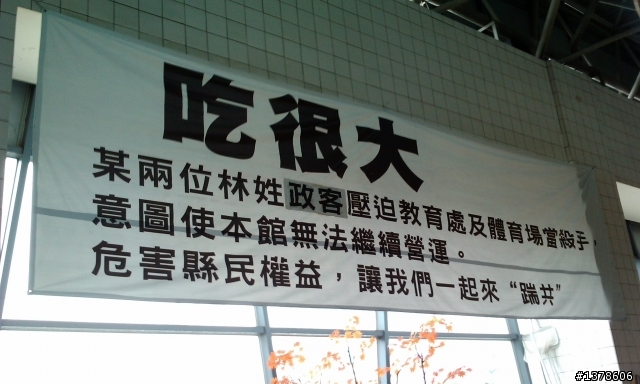 吃很大
某兩位林姓政客壓迫教育處及體育場當殺手，
意圖使本館無法繼續營運。
危害縣民權益，讓我們一起來“踹共”
#1378606